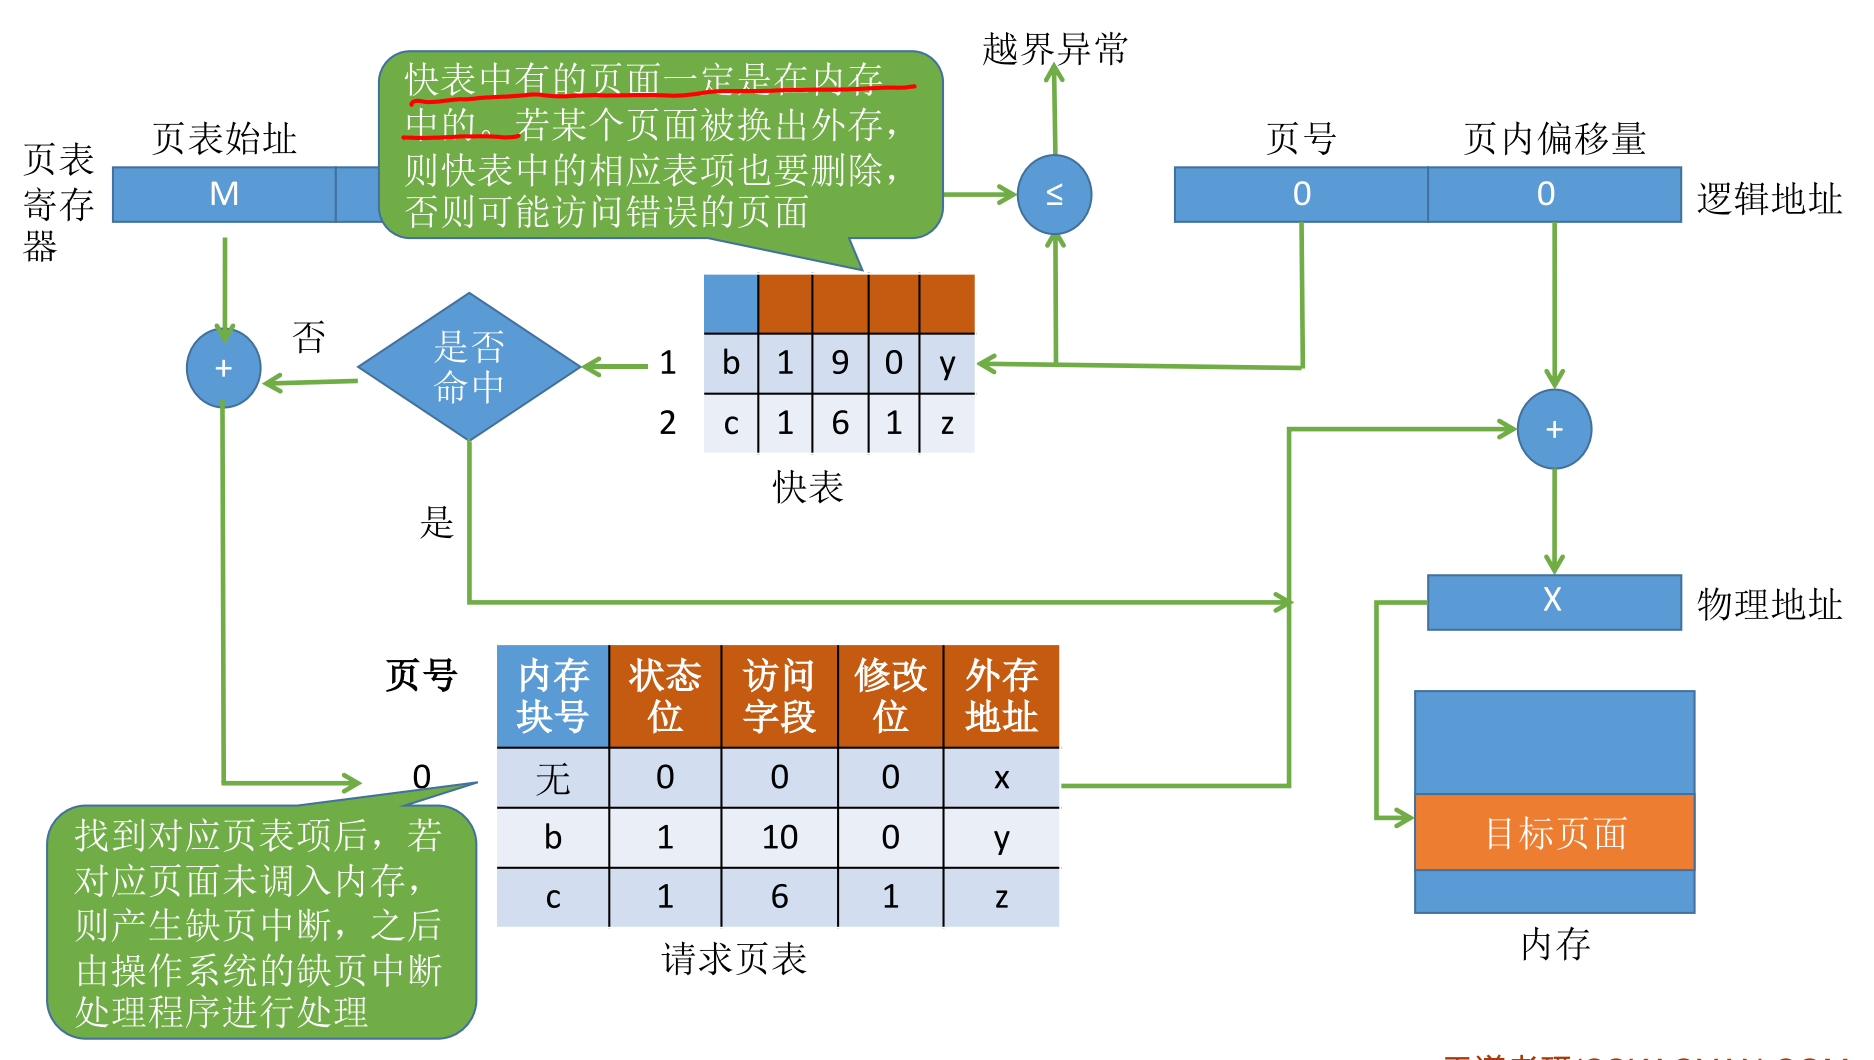 越界异常
快表中有的页面一定是在内存
中的。若某个页面被换出外存，
则快表中的相应表项也要删除，
否则可能访问错误的页面
页表始址
页表
寄存
器
M
≤
页号 页内偏移量
0 0
逻辑地址
+
否
是否
命中
1 b 1 9 0 y
2 c 1 6 1 z
快表
+
是
X
物理地址
页号
内存
块号
状态
位
访问
字段
修改
位
外存
地址
0 无 0 0 0 x
b 1 10 0 y
c 1 6 1 z
请求页表
找到对应页表项后，若
对应页面未调入内存，
则产生缺页中断，之后
由操作系统的缺页中断
处理程序进行处理
目标页面
内存